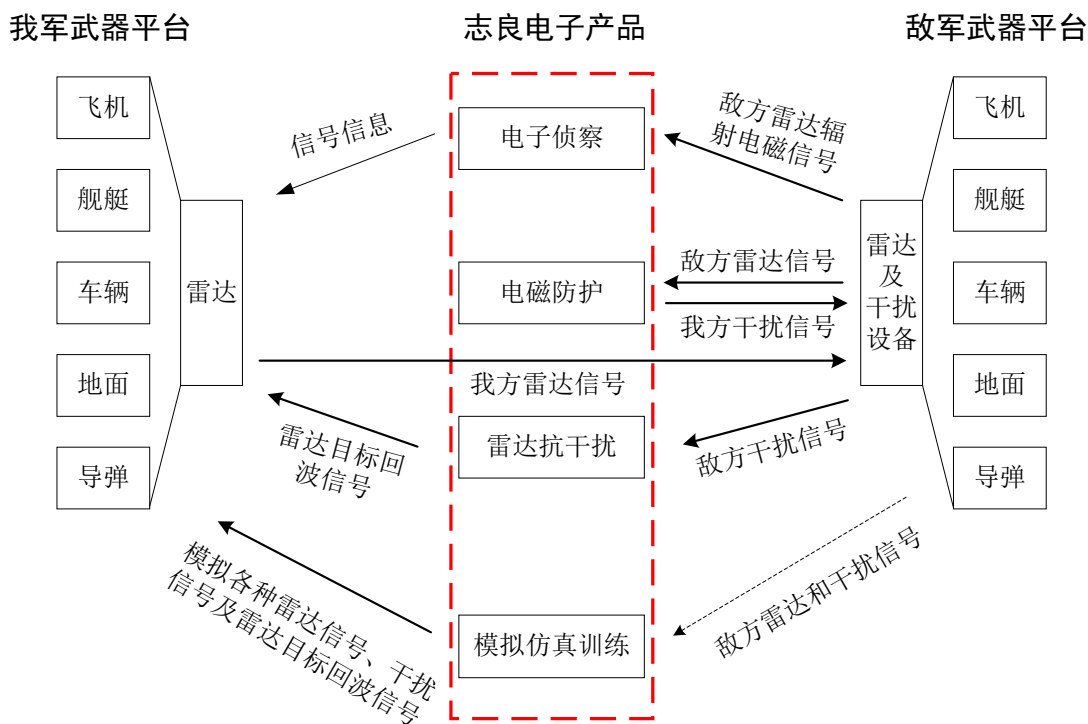 我军武器平台
志良电子产品
敌军武器平台
飞机
舰艇
车辆
地面
导弹
雷达
信号信息
雷达目标回
波信号
模拟各种雷达信号、干扰
信号及雷达目标回波信号
电子侦察
电磁防护
我方雷达信号
雷达抗干扰
模拟仿真训练
敌方雷达辐
射电磁信号
敌方雷达信号
我方干扰信号
敌方干扰信号
敌方雷达和干扰信号
雷达
及
干扰
设备
飞机
舰艇
车辆
地面
导弹